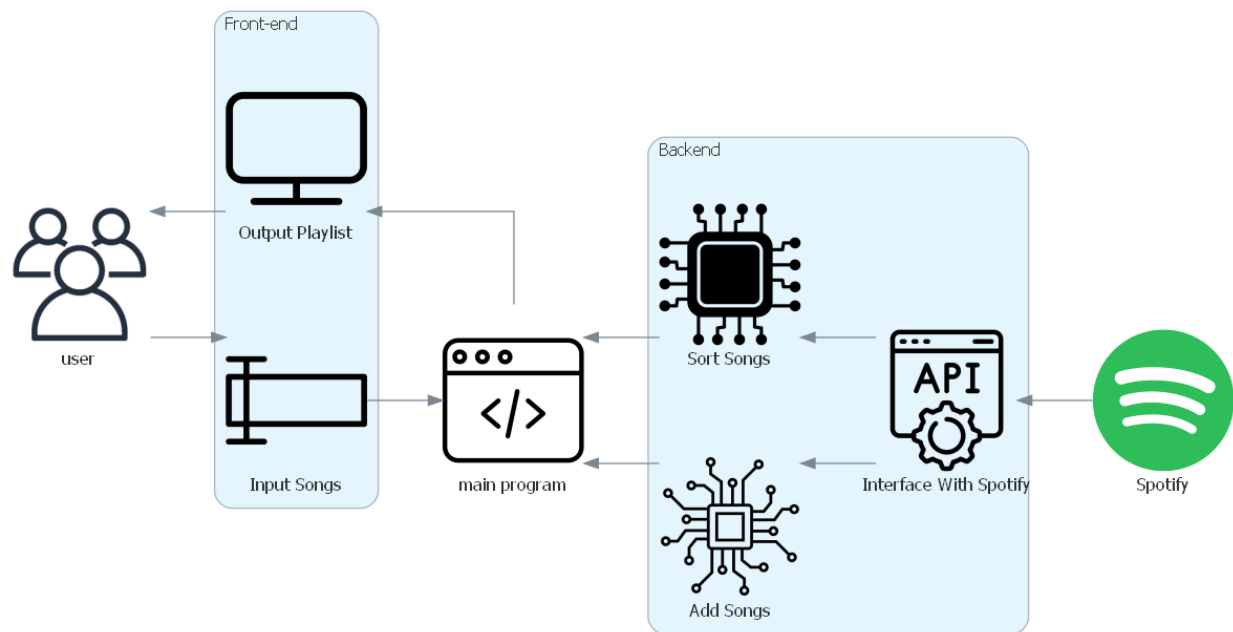 Front-end
Output Playlist
user
Input Songs
</>
main program
Backend
Sort Songs
Add Songs
API
Interface With Spotify
Spotify